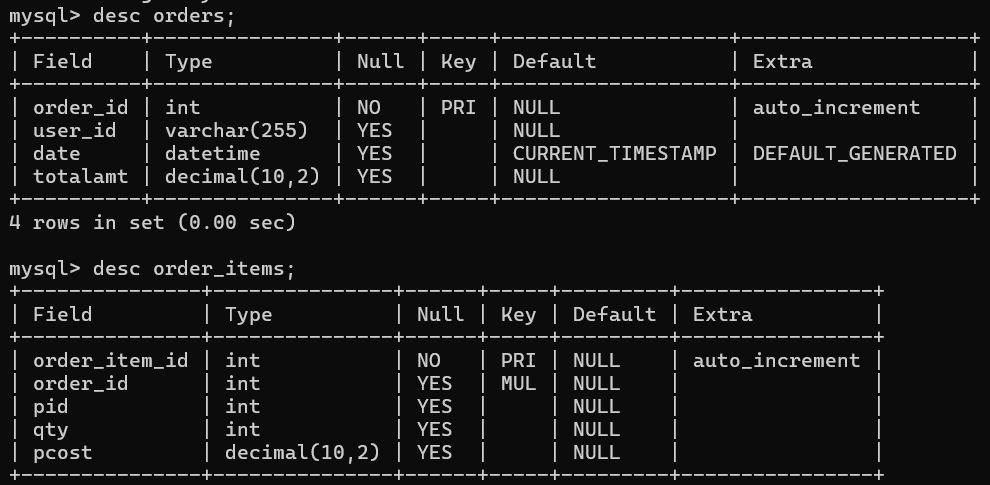 mysql> desc orders;
+----------+---------------+------+-----+-------------------+-------------------+
| Field    | Type          | Null | Key | Default           | Extra             |
+----------+---------------+------+-----+-------------------+-------------------+
| order_id | int           | NO   | PRI | NULL              | auto_increment    |
| user_id  | varchar(255)  | YES  |     | NULL              |                   |
| date     | datetime      | YES  |     | CURRENT_TIMESTAMP | DEFAULT_GENERATED |
| totalamt | decimal(10,2) | YES  |     | NULL              |                   |
+----------+---------------+------+-----+-------------------+-------------------+
4 rows in set (0.00 sec)

mysql> desc order_items;
+---------------+---------------+------+-----+---------+----------------+
| Field         | Type          | Null | Key | Default | Extra          |
+---------------+---------------+------+-----+---------+----------------+
| order_item_id | int           | NO   | PRI | NULL    | auto_increment |
| order_id      | int           | YES  | MUL | NULL    |                |
| pid           | int           | YES  |     | NULL    |                |
| qty           | int           | YES  |     | NULL    |                |
| pcost         | decimal(10,2) | YES  |     | NULL    |                |
+---------------+---------------+------+-----+---------+----------------+